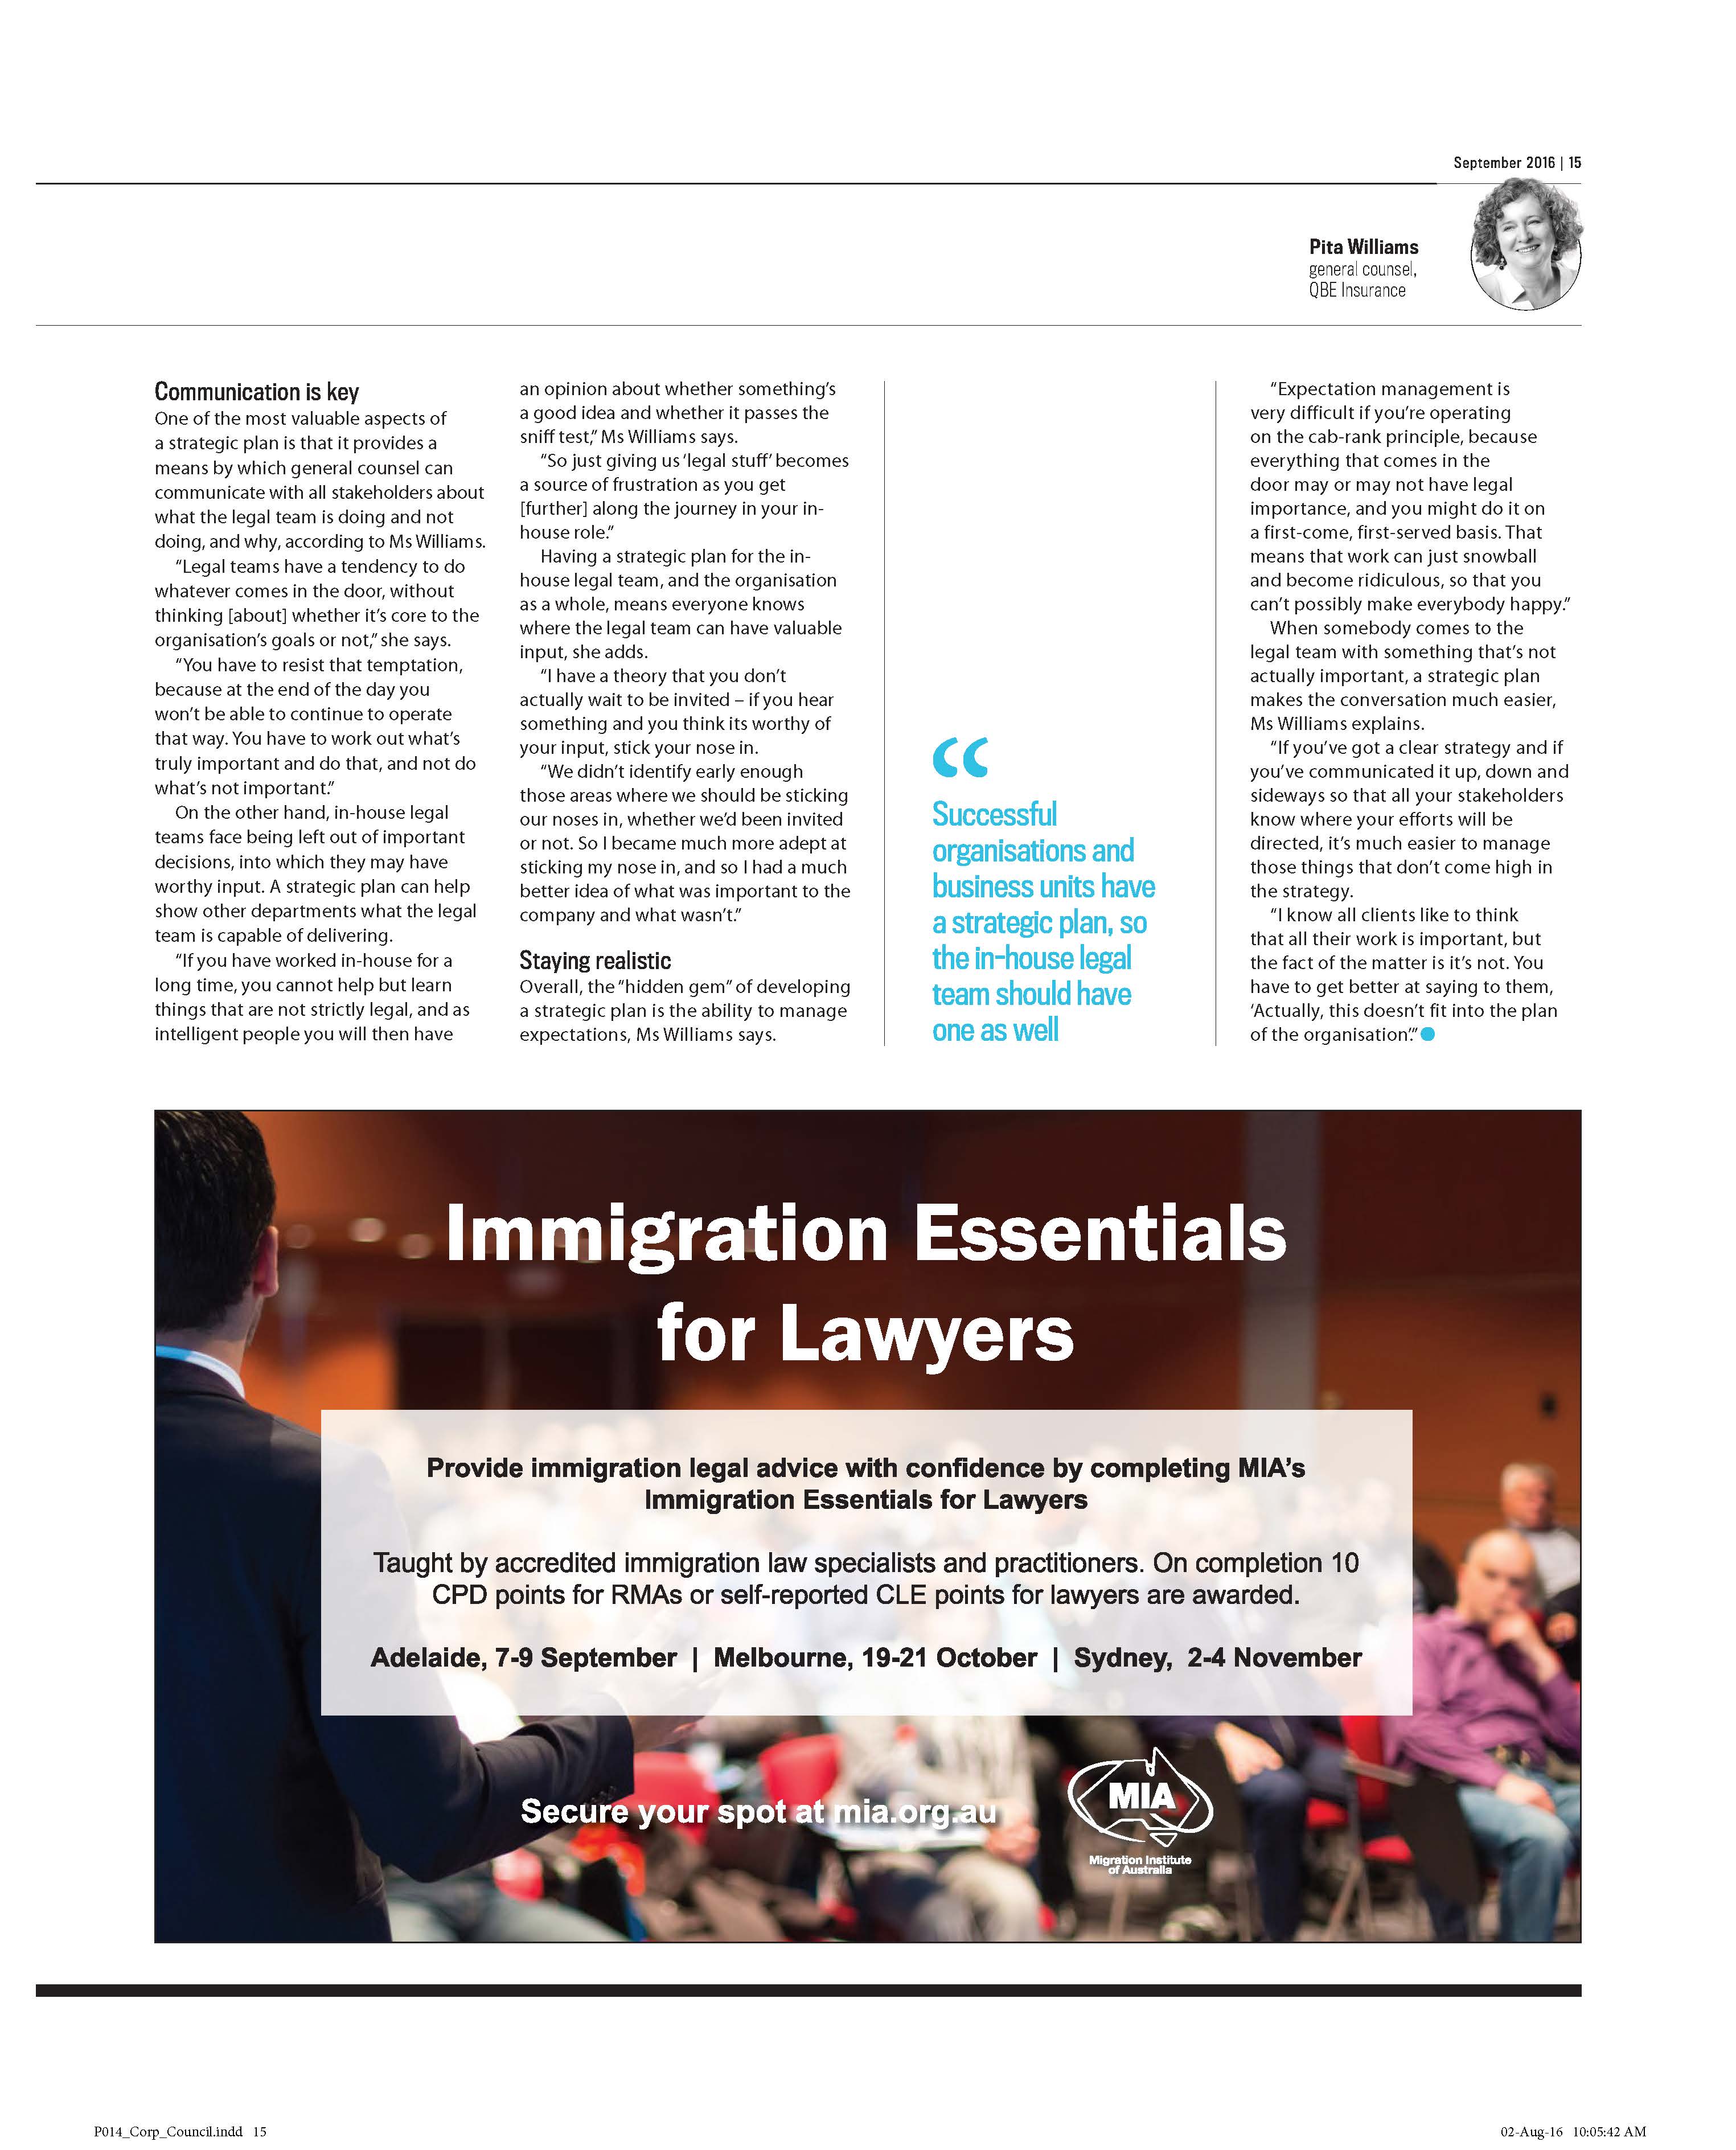 September 2016 | 15
Pita Williams
general counsel,
QBE Insurance
Communication is key
One of the most valuable aspects of
a strategic plan is that it provides a
means by which general counsel can
communicate with all stakeholders about
what the legal team is doing and not
doing, and why, according to Ms Williams.
“Legal teams have a tendency to do
whatever comes in the door, without
thinking [about] whether it’s core to the
organisation’s goals or not,” she says.
“You have to resist that temptation,
because at the end of the day you
won’t be able to continue to operate
that way. You have to work out what’s
truly important and do that, and not do
what’s not important.”
On the other hand, in-house legal
teams face being left out of important
decisions, into which they may have
worthy input. A strategic plan can help
show other departments what the legal
team is capable of delivering.
“If you have worked in-house for a
long time, you cannot help but learn
things that are not strictly legal, and as
intelligent people you will then have
an opinion about whether something’s
a good idea and whether it passes the
sniff test,” Ms Williams says.
“So just giving us ‘legal stuff’ becomes
a source of frustration as you get
[further] along the journey in your in-
house role.”
Having a strategic plan for the in-
house legal team, and the organisation
as a whole, means everyone knows
where the legal team can have valuable
input, she adds.
“I have a theory that you don’t
actually wait to be invited – if you hear
something and you think its worthy of
your input, stick your nose in.
“We didn’t identify early enough
those areas where we should be sticking
our noses in, whether we’d been invited
or not. So I became much more adept at
sticking my nose in, and so I had a much
better idea of what was important to the
company and what wasn’t.”
Staying realistic
Overall, the “hidden gem” of developing
a strategic plan is the ability to manage
expectations, Ms Williams says.
“
Successful
organisations and
business units have
a strategic plan, so
the in-house legal
team should have
one as well
“Expectation management is
very difficult if you’re operating
on the cab-rank principle, because
everything that comes in the
door may or may not have legal
importance, and you might do it on
a first-come, first-served basis. That
means that work can just snowball
and become ridiculous, so that you
can’t possibly make everybody happy.”
When somebody comes to the
legal team with something that’s not
actually important, a strategic plan
makes the conversation much easier,
Ms Williams explains.
“If you’ve got a clear strategy and if
you’ve communicated it up, down and
sideways so that all your stakeholders
know where your efforts will be
directed, it’s much easier to manage
those things that don’t come high in
the strategy.
“I know all clients like to think
that all their work is important, but
the fact of the matter is it’s not. You
have to get better at saying to them,
‘Actually, this doesn’t fit into the plan
of the organisation’.”
Immigration Essentials
for Lawyers
Provide immigration legal advice with confidence by completing MIA’s
Immigration Essentials for Lawyers
Taught by accredited immigration law specialists and practitioners. On completion 10
CPD points for RMAs or self-reported CLE points for lawyers are awarded.
Adelaide, 7-9 September | Melbourne, 19-21 October | Sydney, 2-4 November
Secure your spot at mia.org.au
MIA
Migration Institute
of Australia
P014_Corp_Council.indd 15
02-Aug-16 10:05:42 AM